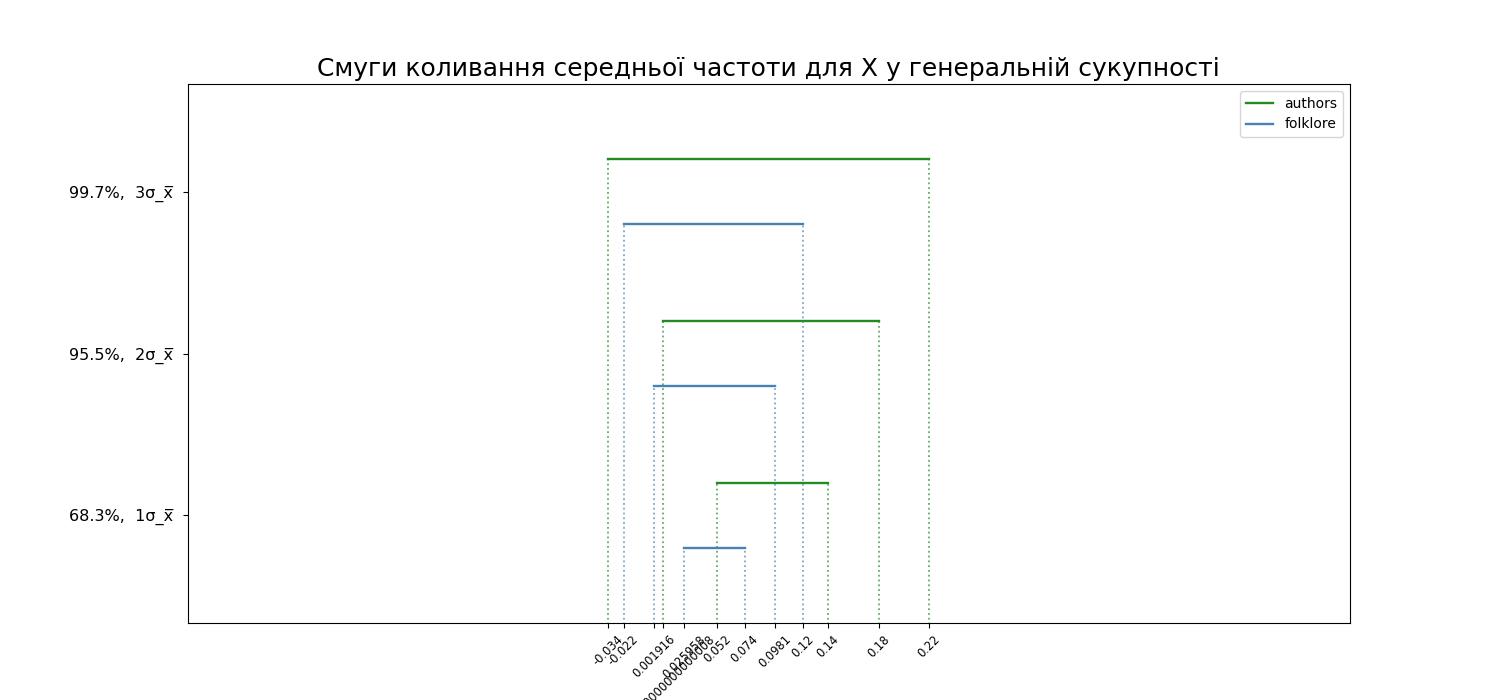 Смуги коливання середньої частоти для X у генеральній сукупності
authors
folklore
99.7%, 3σ_x̅
95.5%, 2σ_x̅
68.3%, 1σ_x̅
-0.034
-0.022
0.001916
0.025958
0.052
0.074
0.0981
0.12
0.14
0.18
0.22